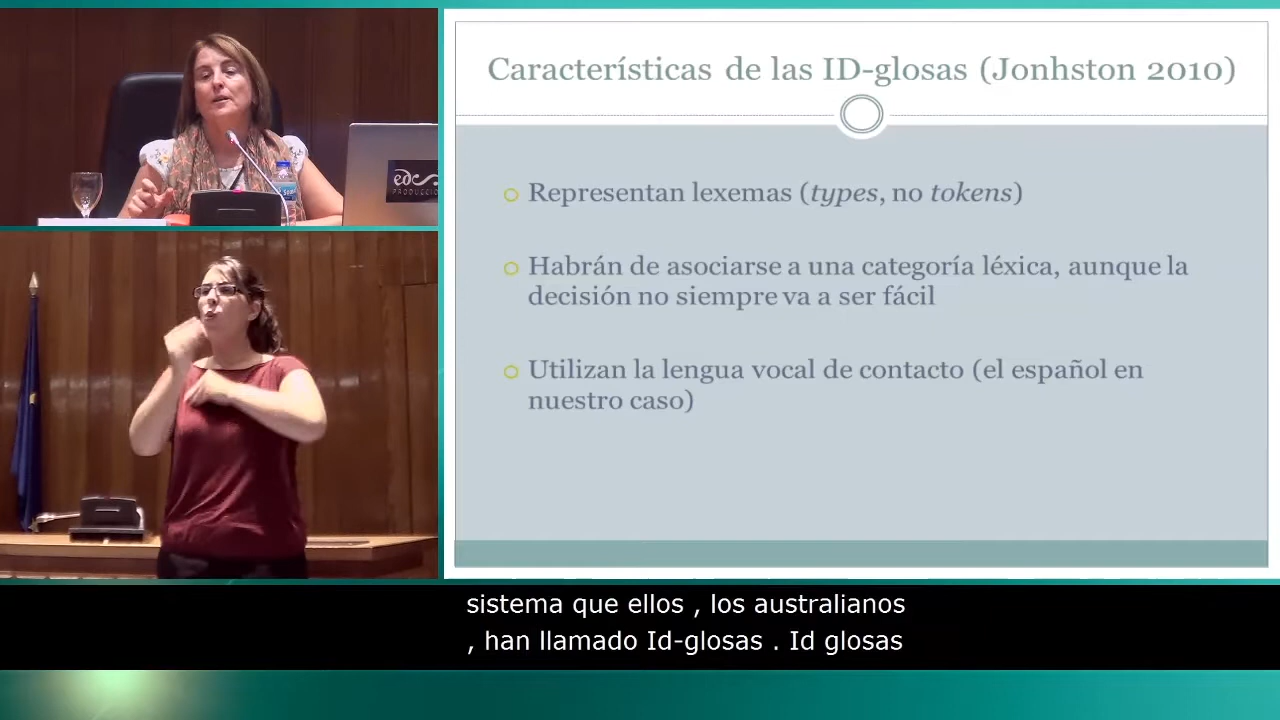 Características de las ID-glosas (Jonhston 2010)
Representan lexemas (types, no tokens)
Habrán de asociarse a una categoría léxica, aunque la
decisión no siempre va a ser fácil
Utilizan la lengua vocal de contacto (el español en
nuestro caso)
sistema que ellos , los australianos
, han llamado Id-glosas . Id glosas